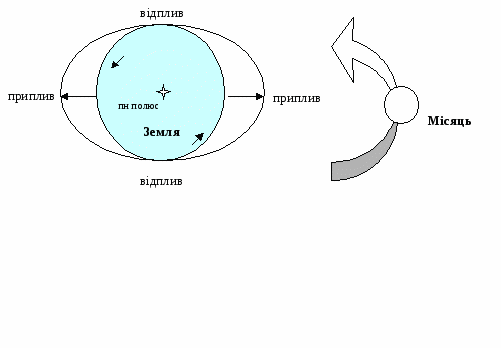 відплив
приплив
пн полюс
приплив
Земля
Місяць
відплив